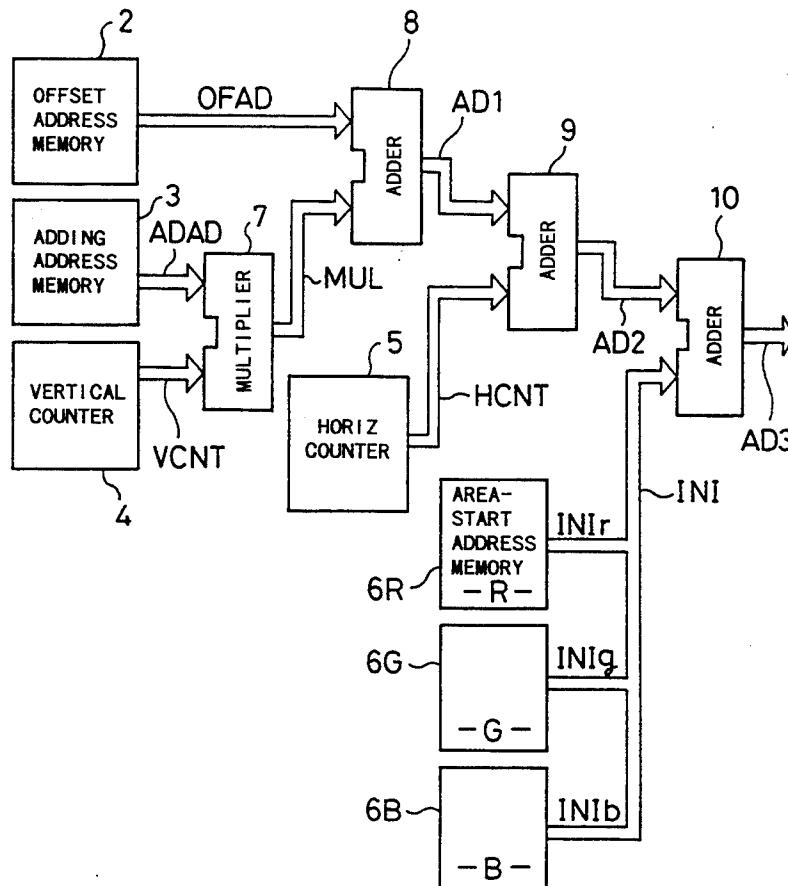 2
OFFSET
ADDRESS
MEMORY
OFAD
8
ADDER
AD1
9
ADDER
10
ADDER
3
ADDING
ADDRESS
MEMORY
ADAD
7
MULTIPLIER
MUL
AD2
AD3
VERTICAL
COUNTER
VCNT
4
5
HORIZ
COUNTER
HCNT
INI
AREA-
START
ADDRESS
MEMORY
-R-
6R
INIr
6G
-G-
INIg
6B
-B-
INIb